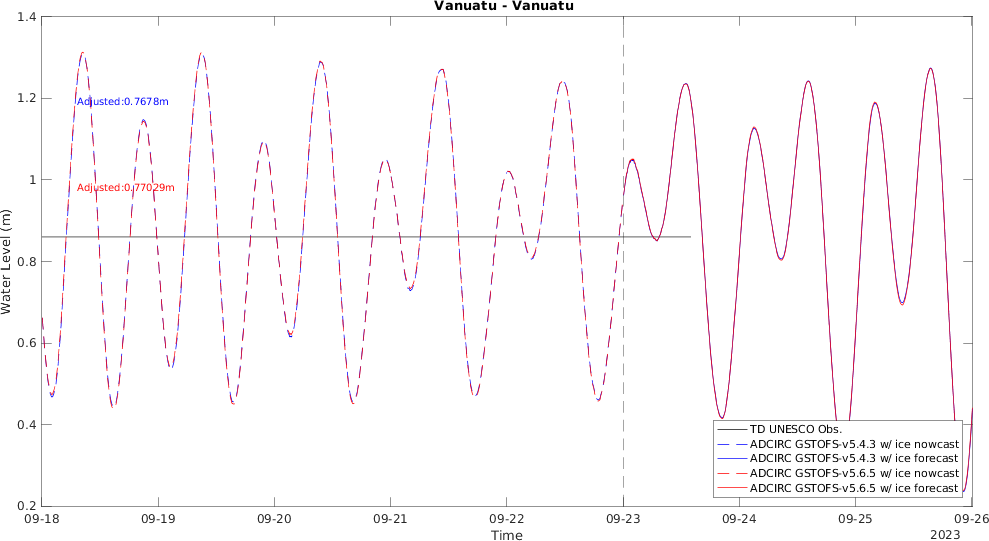 Vanuatu - Vanuatu
1.4
1.2
1
0.8
0.6
0.4
0.2
Water Level (m)
Adjusted:0.7678m
Adjusted:0.77029m
TD UNESCO Obs.
ADCIRC GSTOFS-v5.4.3 w/ ice nowcast
ADCIRC GSTOFS-v5.4.3 w/ ice forecast
ADCIRC GSTOFS-v5.6.5 w/ ice nowcast
ADCIRC GSTOFS-v5.6.5 w/ ice forecast
09-18 09-19 09-20 09-21 09-22 09-23 09-24 09-25 09-26
Time
2023